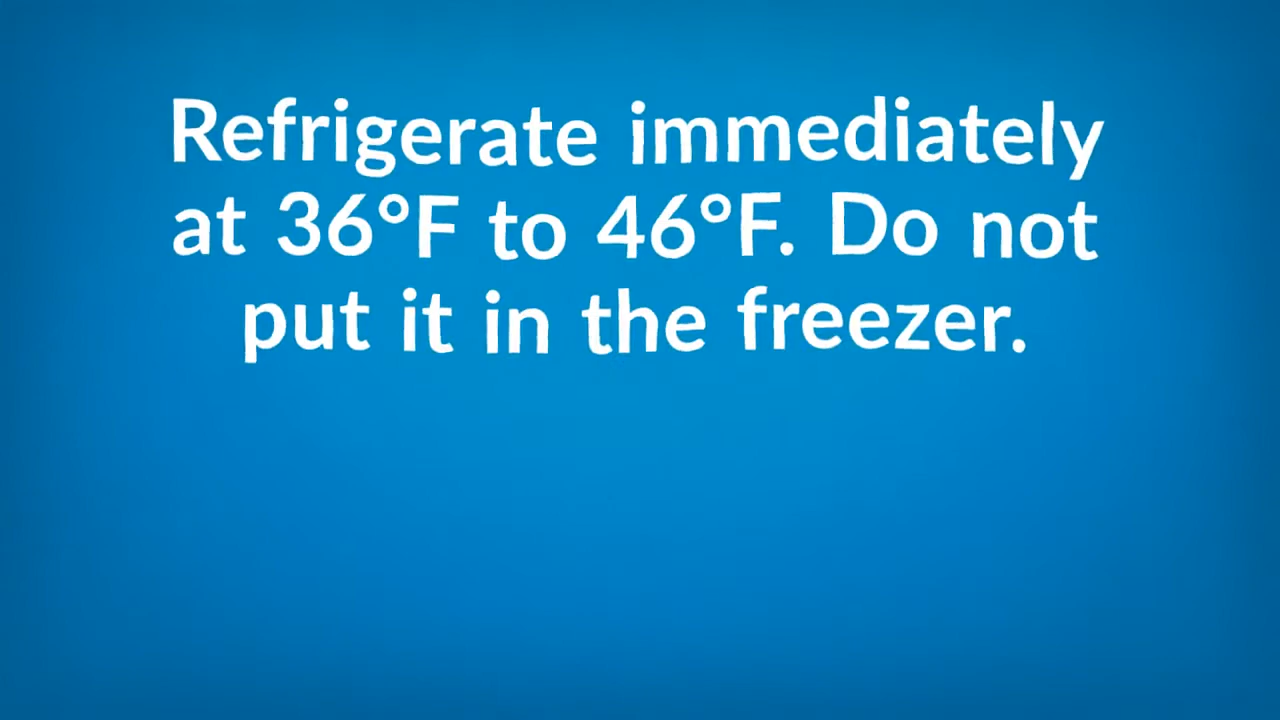 Refrigerate immediately
at 36°F to 46°F. Do not
put it in the freezer.